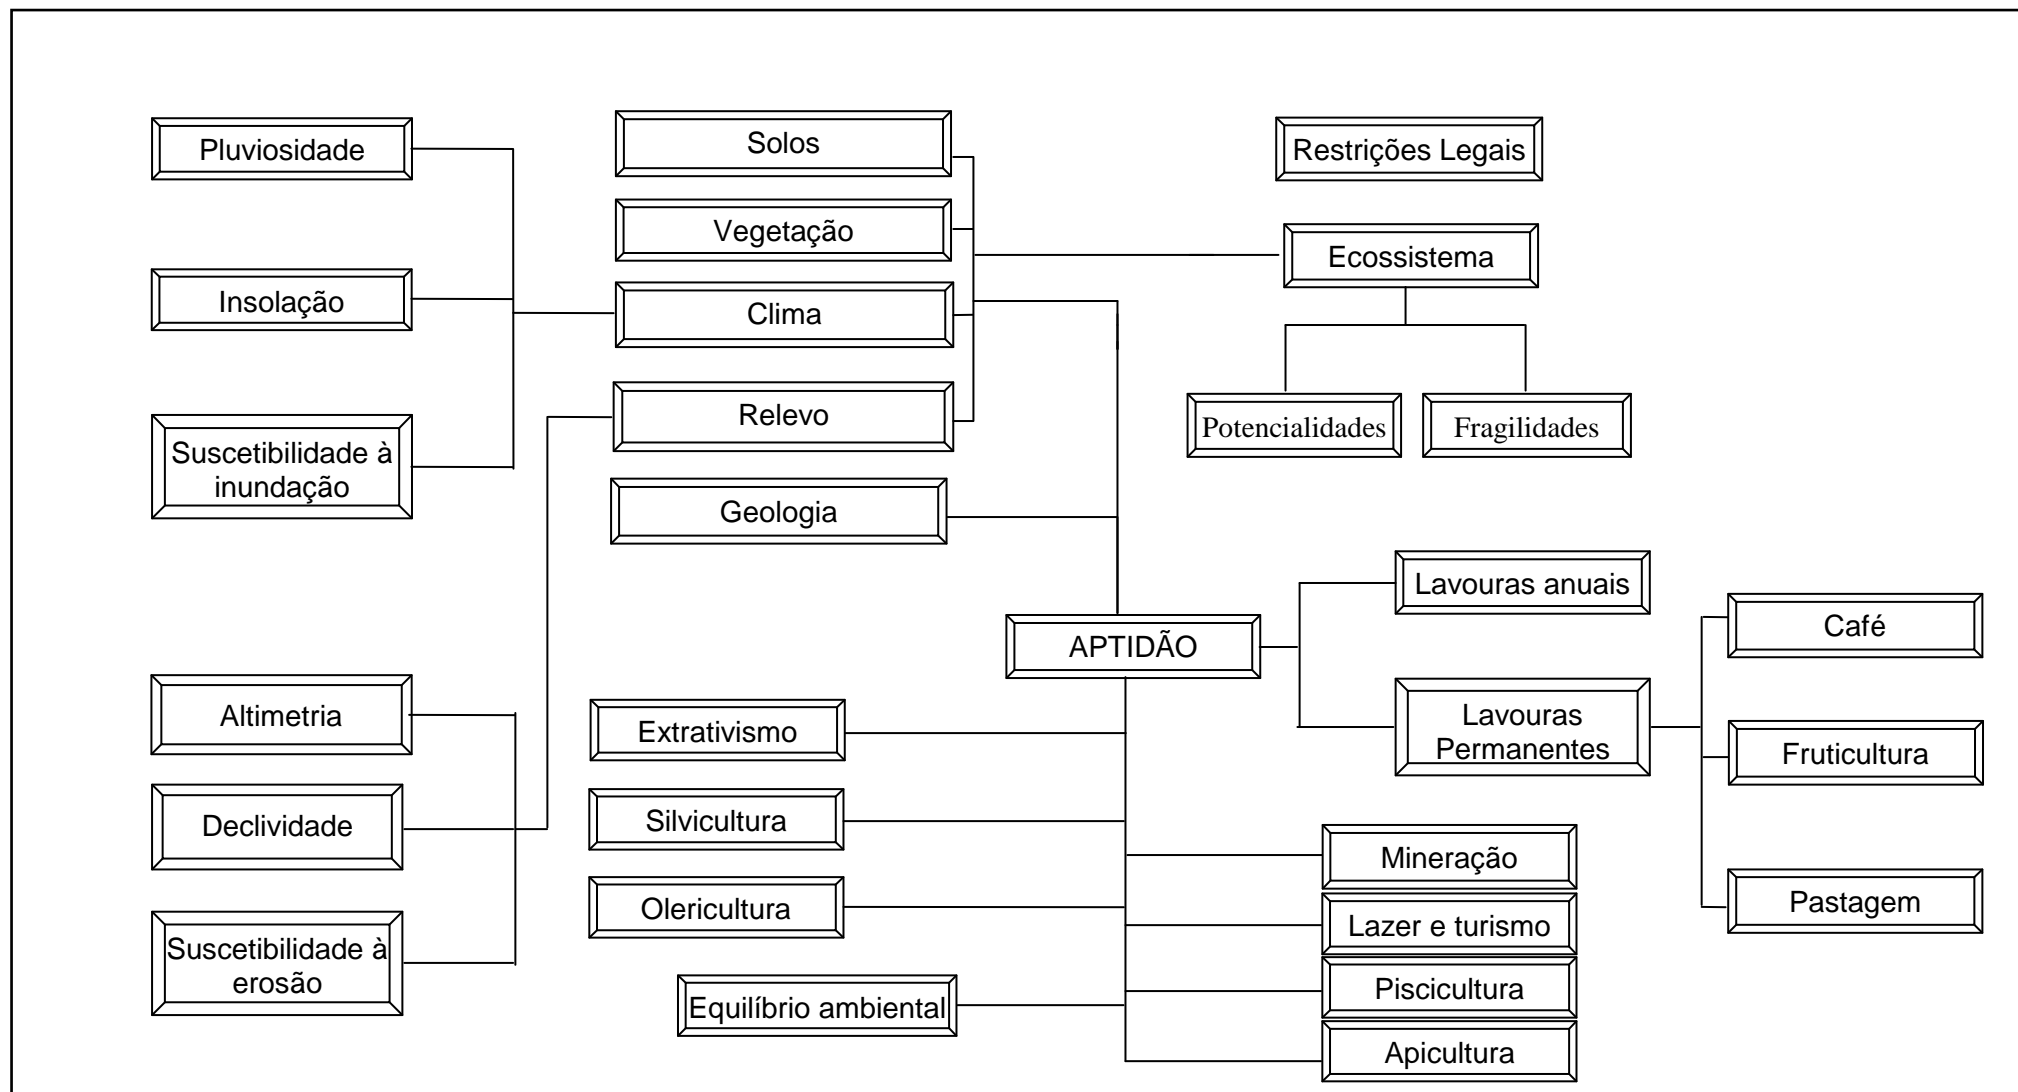 Pluviosidade
Solos
Restrições Legais
Vegetação
Ecossistema
Insolação
Clima
Relevo
Potencialidades
Fragilidades
Suscetibilidade à
inundação
Geologia
Lavouras anuais
Café
APTIDÃO
Altimetria
Extrativismo
Lavouras
Permanentes
Fruticultura
Declividade
Silvicultura
Mineração
Olericultura
Pastagem
Lazer e turismo
Suscetibilidade à
erosão
Equilíbrio ambiental
Piscicultura
Apicultura